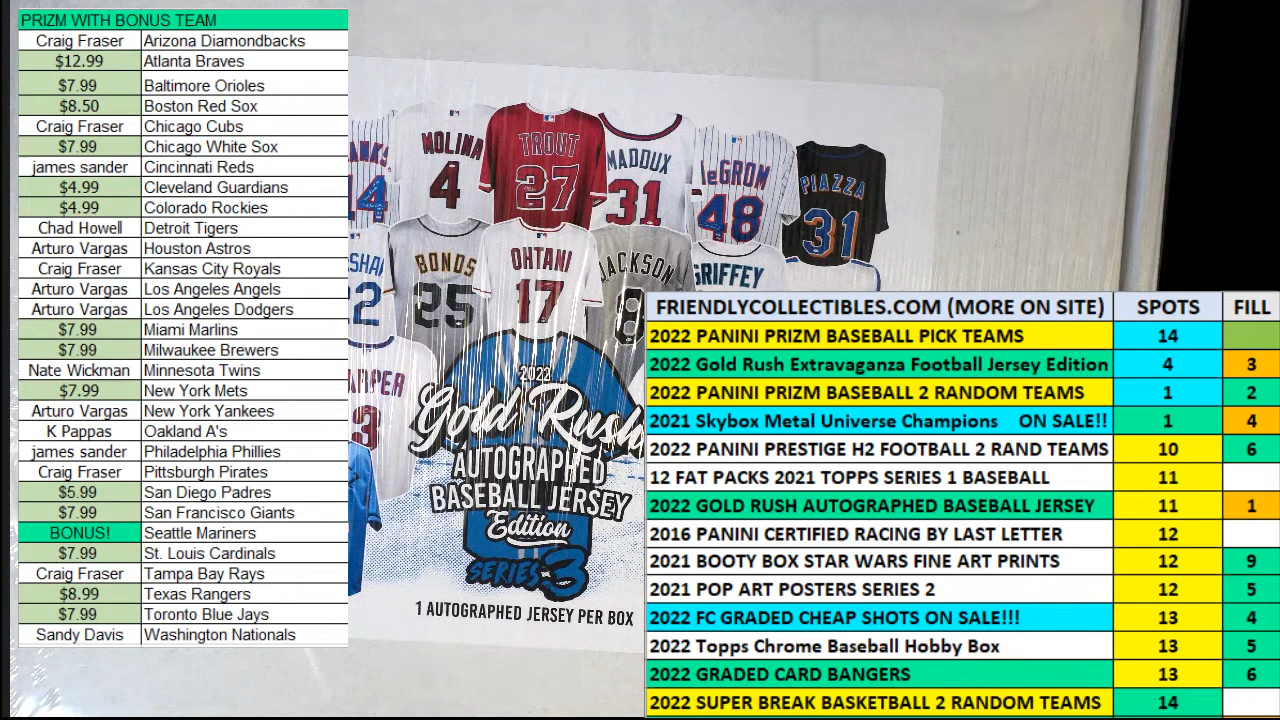 PRIZM WITH BONUS TEAM
Craig Fraser Arizona Diamondbacks
$12.99 Atlanta Braves
$7.99 Baltimore Orioles
$8.50 Boston Red Sox
Craig Fraser Chicago Cubs
$7.99 Chicago White Sox
james sander Cincinnati Reds
$4.99 Cleveland Guardians
$4.99 Colorado Rockies
Chad Howell Detroit Tigers
Arturo Vargas Houston Astros
Craig Fraser Kansas City Royals
Arturo Vargas Los Angeles Angels
Arturo Vargas Los Angeles Dodgers
$7.99 Miami Marlins
$7.99 Milwaukee Brewers
Nate Wickman Minnesota Twins
$7.99 New York Mets
Arturo Vargas New York Yankees
K Pappas Oakland A's
james sander Philadelphia Phillies
Craig Fraser Pittsburgh Pirates
$5.99 San Diego Padres
$7.99 San Francisco Giants
BONUS! Seattle Mariners
$7.99 St. Louis Cardinals
Craig Fraser Tampa Bay Rays
$8.99 Texas Rangers
$7.99 Toronto Blue Jays
Sandy Davis Washington Nationals
MOLINA
4
TROUT
27
MADDUX
31
deGROM
48
PIAZZA
31
14
BONDS
25
OHTANI
17
JACKSON
8
GRIFFEY
2022
Gold Rush
AUTOGRAPHED
BASEBALL JERSEY
Edition
SERIES 3
1 AUTOGRAPHED JERSEY PER BOX
FRIENDLYCOLLECTIBLES.COM (MORE ON SITE) SPOTS FILL
2022 PANINI PRIZM BASEBALL PICK TEAMS 14
2022 Gold Rush Extravaganza Football Jersey Edition 4 3
2022 PANINI PRIZM BASEBALL 2 RANDOM TEAMS 1 2
2021 Skybox Metal Universe Champions ON SALE!! 1 4
2022 PANINI PRESTIGE H2 FOOTBALL 2 RAND TEAMS 10 6
12 FAT PACKS 2021 TOPPS SERIES 1 BASEBALL 11
2022 GOLD RUSH AUTOGRAPHED BASEBALL JERSEY 11 1
2016 PANINI CERTIFIED RACING BY LAST LETTER 12
2021 BOOTY BOX STAR WARS FINE ART PRINTS 12 9
2021 POP ART POSTERS SERIES 2 12 5
2022 FC GRADED CHEAP SHOTS ON SALE!!! 13 4
2022 Topps Chrome Baseball Hobby Box 13 5
2022 GRADED CARD BANGERS 13 6
2022 SUPER BREAK BASKETBALL 2 RANDOM TEAMS 14